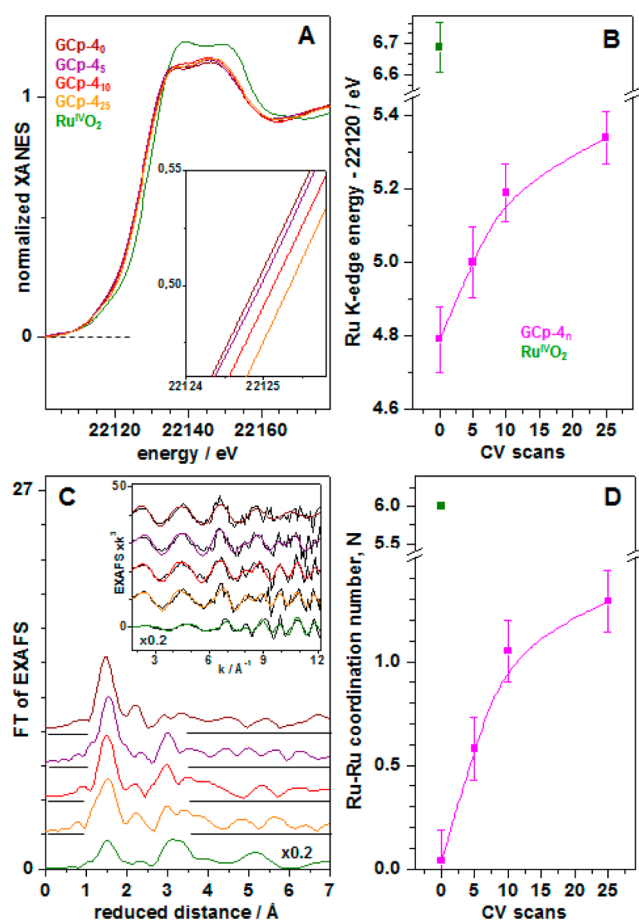 A
GCp-4₀
GCp-4₅
GCp-4₁₀
GCp-4₂₅
RuᴵⱽO₂
normalized XANES
1
0
0,55
0,50
22124 22125
22120 22140 22160
energy / eV
B
Ru K-edge energy - 22120 / eV
6.7
6.6
5.4
5.2
5.0
4.8
4.6
GCp-4ₙ
RuᴵⱽO₂
0 5 10 15 20 25
CV scans
C
FT of EXAFS
27
0
50
EXAFS xk³
0
x0.2
3 6 9 12
k / Å⁻¹
x0.2
0 1 2 3 4 5 6 7
reduced distance / Å
D
Ru-Ru coordination number, N
6.0
5.5
1.0
0.5
0.0
0 5 10 15 20 25
CV scans